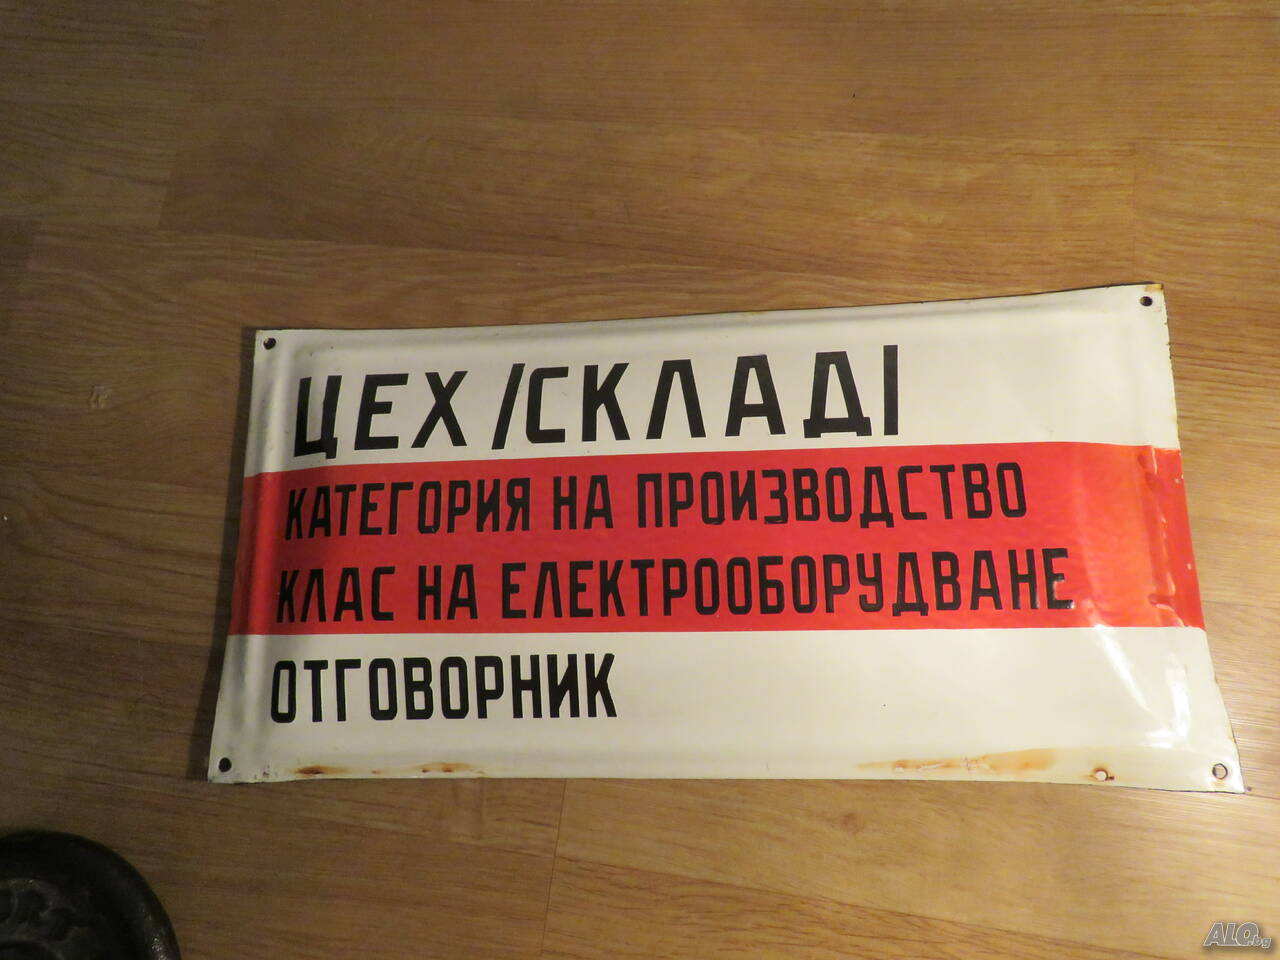 ЦЕХ /СКЛАД|
КАТЕГОРИЯ НА ПРОИЗВОДСТВО
КЛАС НА ЕЛЕКТРООБОРУДВАНЕ
ОТГОВОРНИК
ALO.bg